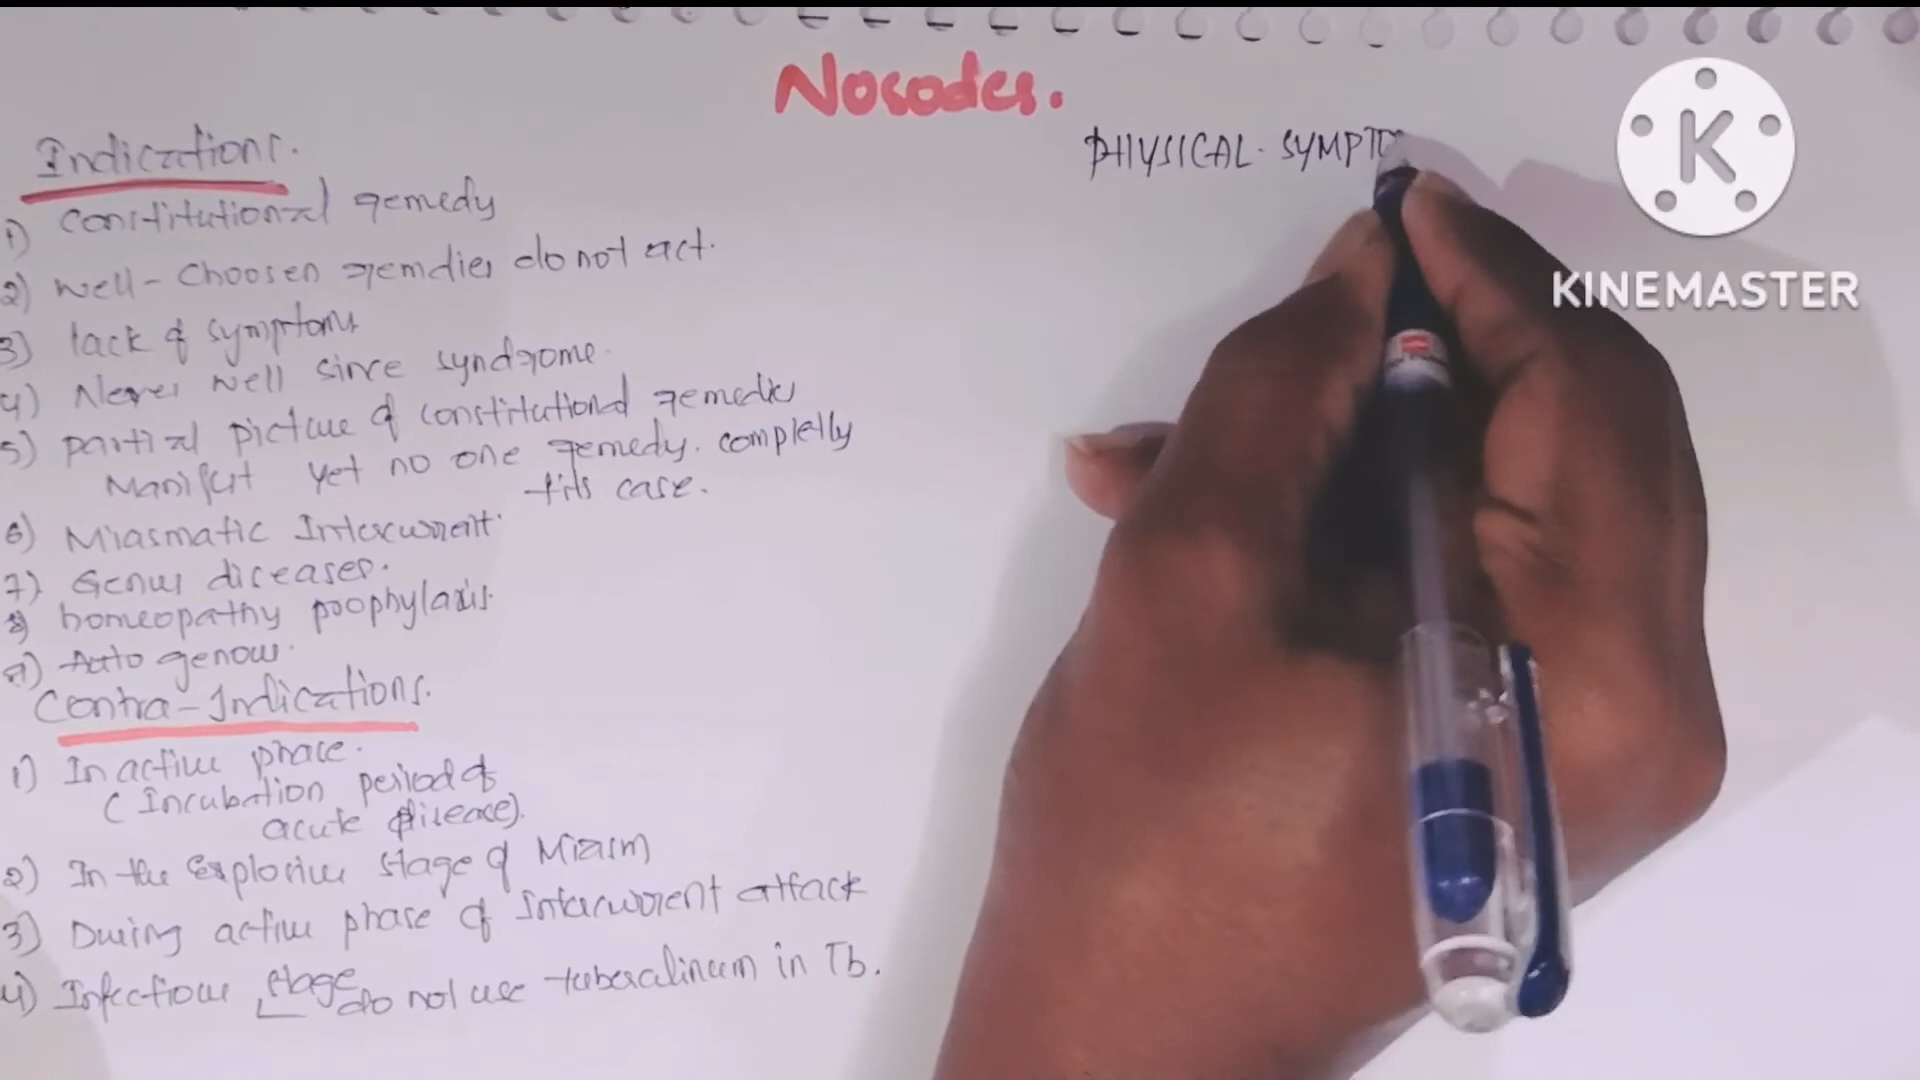 Nosodes.
Indications.
1) Constitutional remedy
2) Well-Choosen remdies do not act.
3) lack of symptoms
4) Never well since syndrome.
5) partial picture of constitutional remedies
Manifest yet no one remedy. completly
fits case.
6) Miasmatic Intercurrent.
7) Genus diceases.
8) homeopathy prophylaxis.
9) Auto genous.
Contra-Indications.
1) In active phase.
(Incubation period of
acute disease).
2) In the Explosive stage of Miasm
3) During active phase of Intercurrent attack
4) Infectious stage
do not use tuberculinum in Tb.
PHYSICAL-SYMPTO
K
KINEMASTER